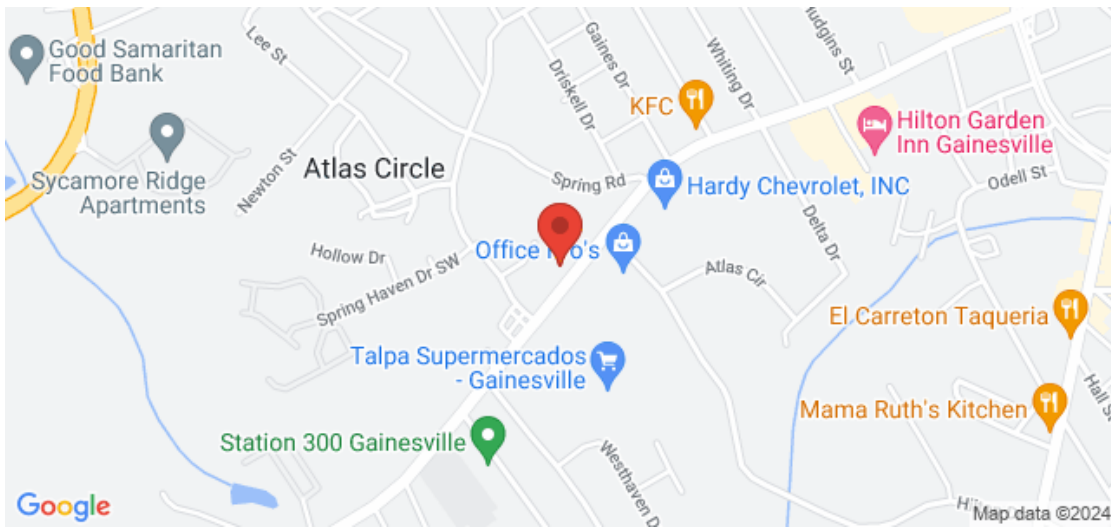 Good Samaritan
Food Bank
Lee St
Gaines Dr
Driskell Dr
Whiting Dr
KFC
Hilton Garden
Inn Gainesville
Sycamore Ridge
Apartments
Newton St
Atlas Circle
Spring Rd
Hardy Chevrolet, INC
Odell St
Delta Dr
Hollow Dr
Spring Haven Dr SW
Office
Atlas Cir
El Carreton Taqueria
Talpa Supermercados
- Gainesville
Mama Ruth's Kitchen
Station 300 Gainesville
Westhaven D
Google
Map data ©2024